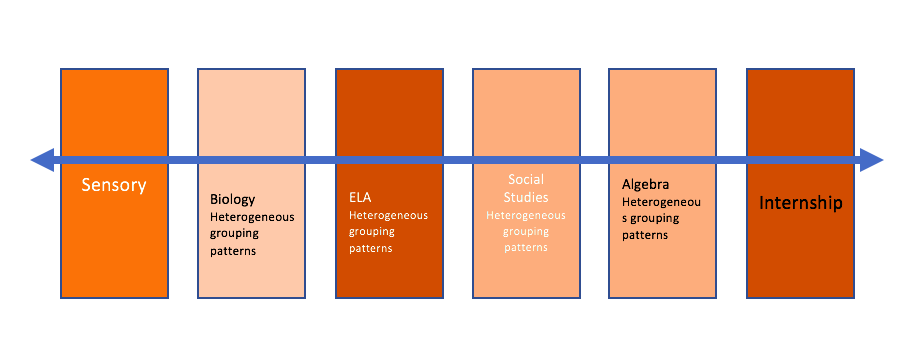 Sensory
Biology
Heterogeneous
grouping
patterns
ELA
Heterogeneous
grouping
patterns
Social
Studies
Heterogeneous
grouping
patterns
Algebra
Heterogeneou
s grouping
patterns
Internship